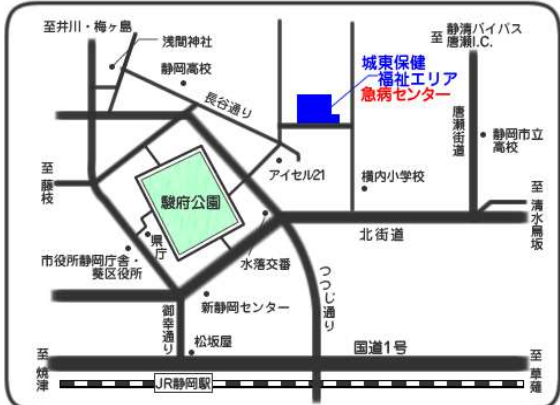 至井川・梅ヶ島
浅間神社
静岡高校
長谷通り
至
静清バイパス
唐瀬I.C.
城東保健
福祉エリア
急病センター
唐瀬街道
静岡市立
高校
至
藤枝
アイセル21
横内小学校
駿府公園
至
清水鳥坂
県庁
北街道
市役所静岡庁舎・
葵区役所
水落交番
つつじ通り
新静岡センター
御幸通り
松坂屋
国道1号
至
焼津
至
草薙
JR静岡駅